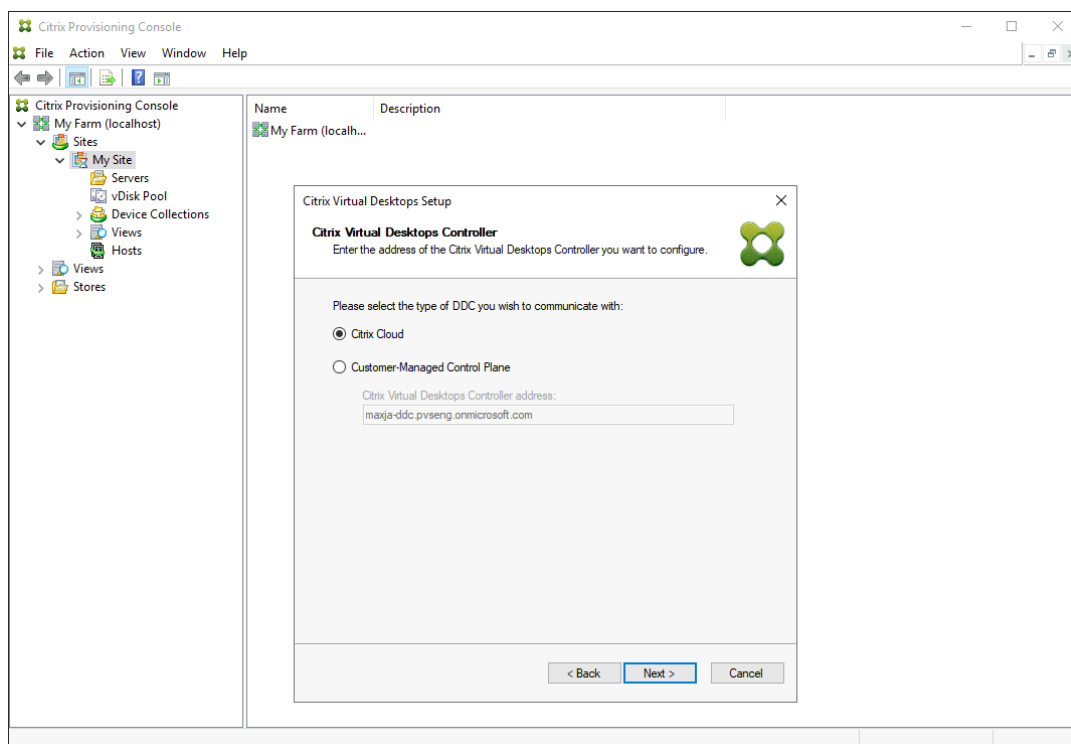 Citrix Provisioning Console
File Action View Window Help
Citrix Provisioning Console
My Farm (localhost)
Sites
My Site
Servers
vDisk Pool
Device Collections
Views
Hosts
Views
Stores
Name Description
My Farm (localh...
Citrix Virtual Desktops Setup
Citrix Virtual Desktops Controller
Enter the address of the Citrix Virtual Desktops Controller you want to configure.
Please select the type of DDC you wish to communicate with:
Citrix Cloud
Customer-Managed Control Plane
Citrix Virtual Desktops Controller address:
maxja-ddc.pvseng.onmicrosoft.com
< Back Next > Cancel